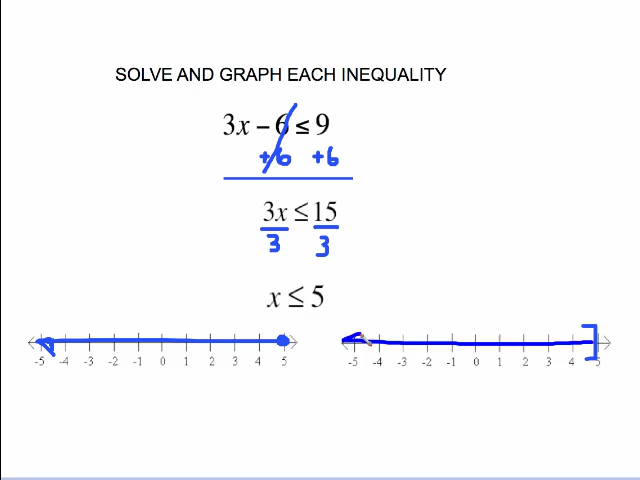 SOLVE AND GRAPH EACH INEQUALITY
3x − 6 ≤ 9
+6 +6
3x ≤ 15
3 3
x ≤ 5
-5 -4 -3 -2 -1 0 1 2 3 4 5 -5 -4 -3 -2 -1 0 1 2 3 4 5